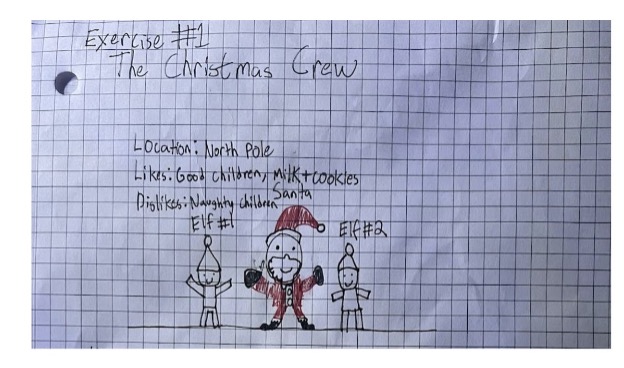 Exercise #1
The Christmas Crew
Location: North Pole
Likes: Good children, milk+cookies
Dislikes: Naughty children
Santa
Elf #1
Elf #2